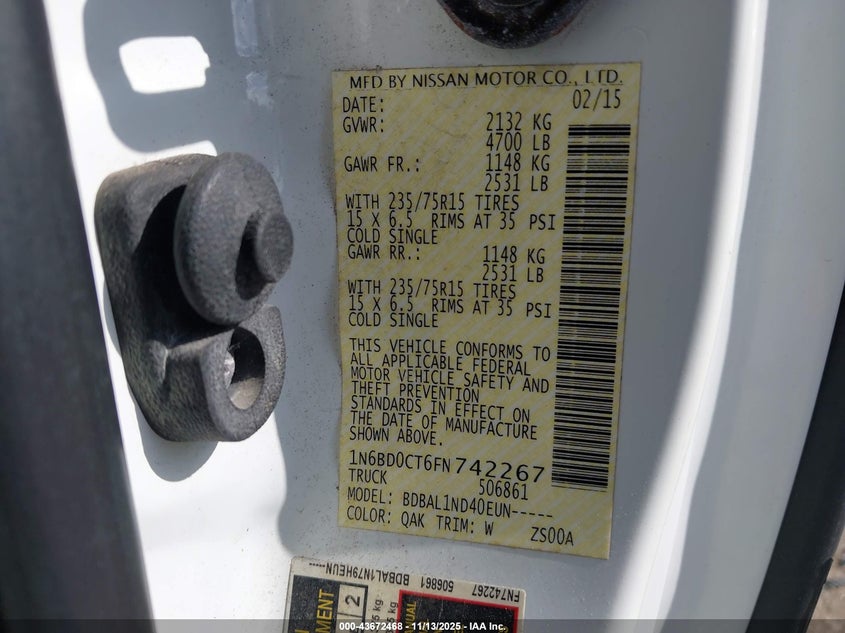 MFD BY NISSAN MOTOR CO., LTD.
DATE: 02/15
GVWR: 2132 KG
4700 LB
GAWR FR.: 1148 KG
2531 LB
WITH 235/75R15 TIRES
15 X 6.5 RIMS AT 35 PSI
COLD SINGLE
GAWR RR.: 1148 KG
2531 LB
WITH 235/75R15 TIRES
15 X 6.5 RIMS AT 35 PSI
COLD SINGLE
THIS VEHICLE CONFORMS TO
ALL APPLICABLE FEDERAL
MOTOR VEHICLE SAFETY AND
THEFT PREVENTION
STANDARDS IN EFFECT ON
THE DATE OF MANUFACTURE
SHOWN ABOVE.
1N6BD0CT6FN742267
TRUCK 506861
MODEL: BDBAL1ND40EUN-----
COLOR: QAK TRIM: W ZS00A
FN742267 506861 BDBAL1N79HEUN-----
2
000-43672468 - 11/13/2025 - IAA Inc.